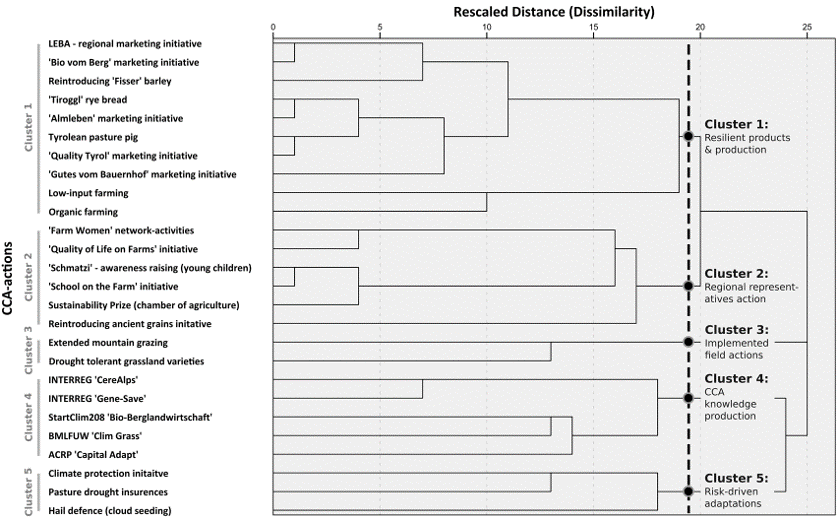 Rescaled Distance (Dissimilarity)
0 5 10 15 20 25
CCA-actions
Cluster 1
LEBA - regional marketing initiative
'Bio vom Berg' marketing initiative
Reintroducing 'Fisser' barley
'Tiroggl' rye bread
'Almleben' marketing initiative
Tyrolean pasture pig
'Quality Tyrol' marketing initiative
'Gutes vom Bauernhof' marketing initiative
Low-input farming
Organic farming
Cluster 2
'Farm Women' network-activities
'Quality of Life on Farms' initiative
'Schmatzi' - awareness raising (young children)
'School on the Farm' initiative
Sustainability Prize (chamber of agriculture)
Reintroducing ancient grains initative
Cluster 3
Extended mountain grazing
Drought tolerant grassland varieties
Cluster 4
INTERREG 'CereAlps'
INTERREG 'Gene-Save'
StartClim208 'Bio-Berglandwirtschaft'
BMLFUW 'Clim Grass'
ACRP 'Capital Adapt'
Cluster 5
Climate protection initaitve
Pasture drought insurences
Hail defence (cloud seeding)
Cluster 1:
Resilient products
& production
Cluster 2:
Regional represent-
atives action
Cluster 3:
Implemented
field actions
Cluster 4:
CCA
knowledge
production
Cluster 5:
Risk-driven
adaptations